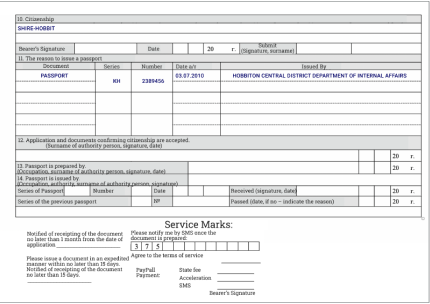 10. Citizenship
SHIRE-HOBBIT
Bearer's Signature Date 20 r. Submit (Signature, surname)
11. The reason to issue a passport
Document Series Number Date a/r Issued By
PASSPORT KH 2389456 03.07.2010 HOBBITON CENTRAL DISTRICT DEPARTMENT OF INTERNAL AFFAIRS
12. Application and documents confirming citizenship are accepted.
(Surname of authority person, signature, date)
20 r.
13. Passport is prepared by.
(Occupation, surname of authority person, signature, date) 20 r.
14. Passport is issued by.
(Occupation, authority, surname of authority person, signature)
Series of Passport Number Date Received (signature, date) 20 r.
Series of the previous passport Nº Passed (date, if no – indicate the reason) 20 r.
Service Marks:
Notified of receipting of the document
no later than 1 month from the date of
application.
Please issue a document in an expedited
manner within no later than 15 days.
Notified of receipting of the document
no later than 15 days.
Please notify me by SMS once the
document is prepared:
3 7 5
Agree to the terms of service
PayPall
Payment:
State fee
Acceleration
SMS
Bearer's Signature